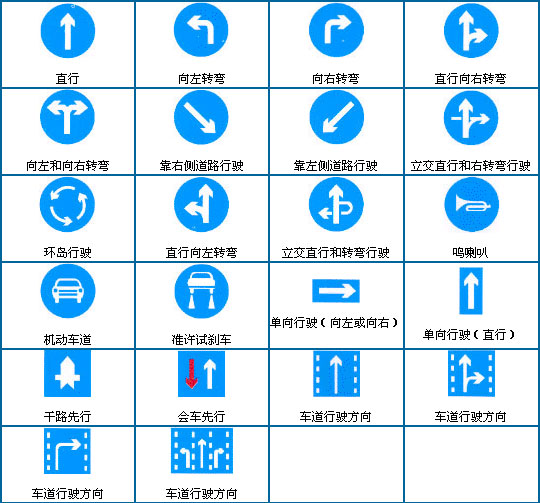 直行
向左转弯
向右转弯
直行向右转弯
向左和向右转弯
靠右侧道路行驶
靠左侧道路行驶
立交直行和右转弯行驶
环岛行驶
直行向左转弯
立交直行和转弯行驶
鸣喇叭
机动车道
准许试刹车
单向行驶（向左或向右）
单向行驶（直行）
干路先行
会车先行
车道行驶方向
车道行驶方向
车道行驶方向
车道行驶方向